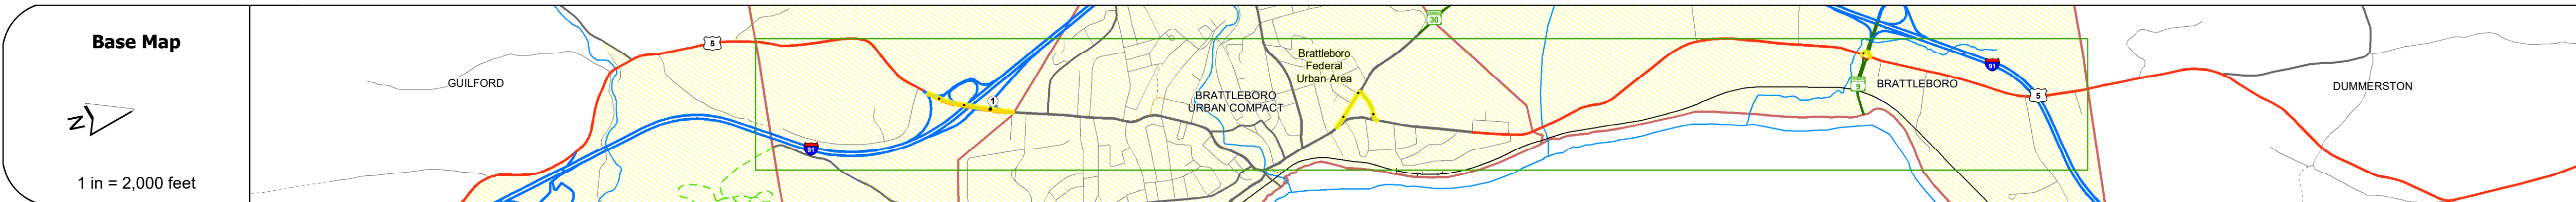 Base Map
N
1 in = 2,000 feet
GUILFORD
5
91
1
BRATTLEBORO
URBAN COMPACT
Brattleboro
Federal
Urban Area
30
9
BRATTLEBORO
91
5
DUMMERSTON